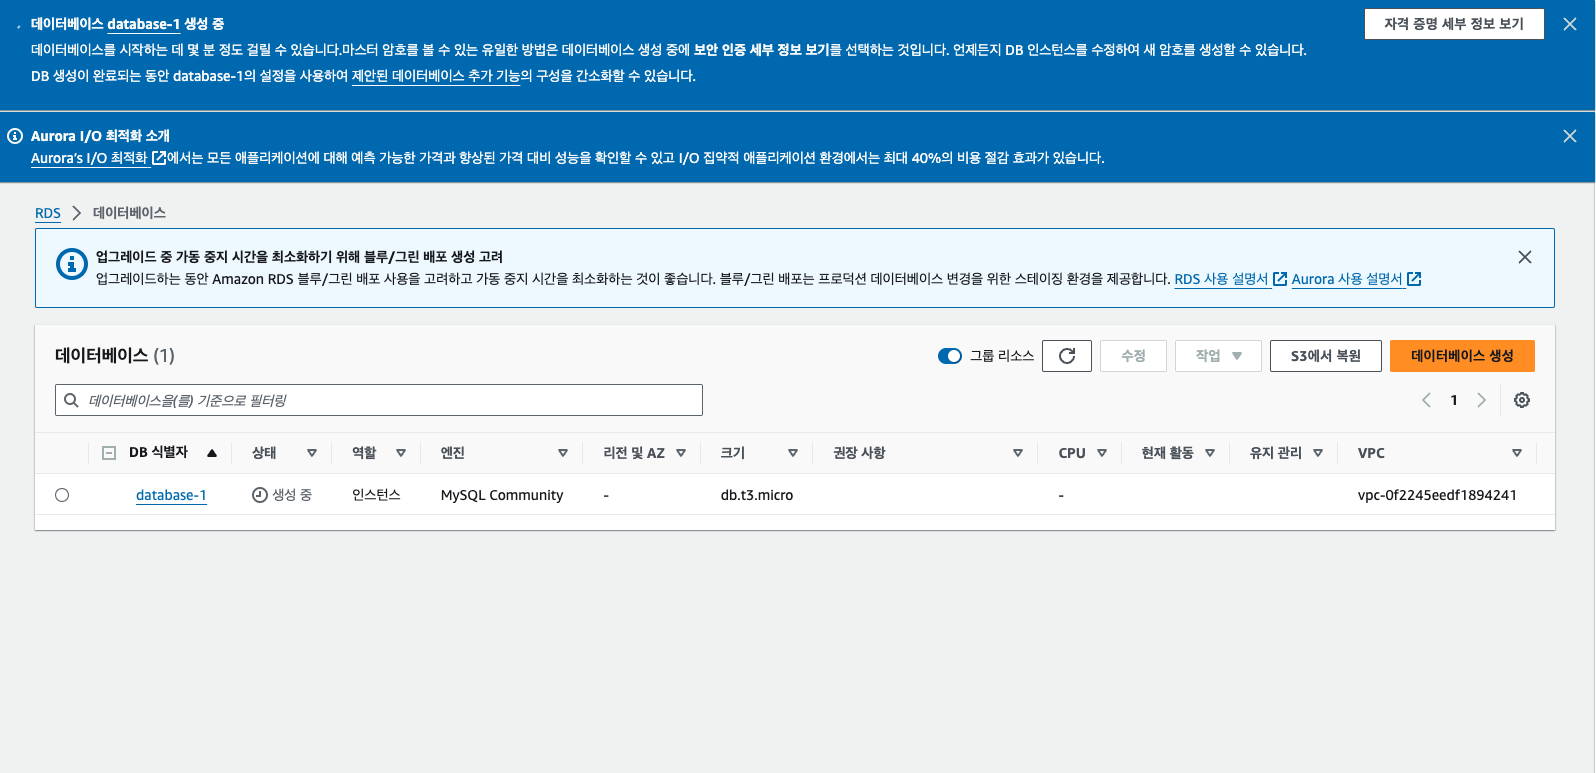 데이터베이스 database-1 생성 중
자격 증명 세부 정보 보기
데이터베이스를 시작하는 데 몇 분 정도 걸릴 수 있습니다.마스터 암호를 볼 수 있는 유일한 방법은 데이터베이스 생성 중에 보안 인증 세부 정보 보기를 선택하는 것입니다. 언제든지 DB 인스턴스를 수정하여 새 암호를 생성할 수 있습니다.
DB 생성이 완료되는 동안 database-1의 설정을 사용하여 제안된 데이터베이스 추가 기능의 구성을 간소화할 수 있습니다.
Aurora I/O 최적화 소개
Aurora's I/O 최적화 에서는 모든 애플리케이션에 대해 예측 가능한 가격과 향상된 가격 대비 성능을 확인할 수 있고 I/O 집약적 애플리케이션 환경에서는 최대 40%의 비용 절감 효과가 있습니다.
RDS 데이터베이스
업그레이드 중 가동 중지 시간을 최소화하기 위해 블루/그린 배포 생성 고려
업그레이드하는 동안 Amazon RDS 블루/그린 배포 사용을 고려하고 가동 중지 시간을 최소화하는 것이 좋습니다. 블루/그린 배포는 프로덕션 데이터베이스 변경을 위한 스테이징 환경을 제공합니다. RDS 사용 설명서 Aurora 사용 설명서
데이터베이스 (1) 그룹 리소스 수정 작업 S3에서 복원 데이터베이스 생성
데이터베이스을(를) 기준으로 필터링 1
DB 식별자 상태 역할 엔진 리전 및 AZ 크기 권장 사항 CPU 현재 활동 유지 관리 VPC
database-1 생성 중 인스턴스 MySQL Community - db.t3.micro - vpc-0f2245eedf1894241